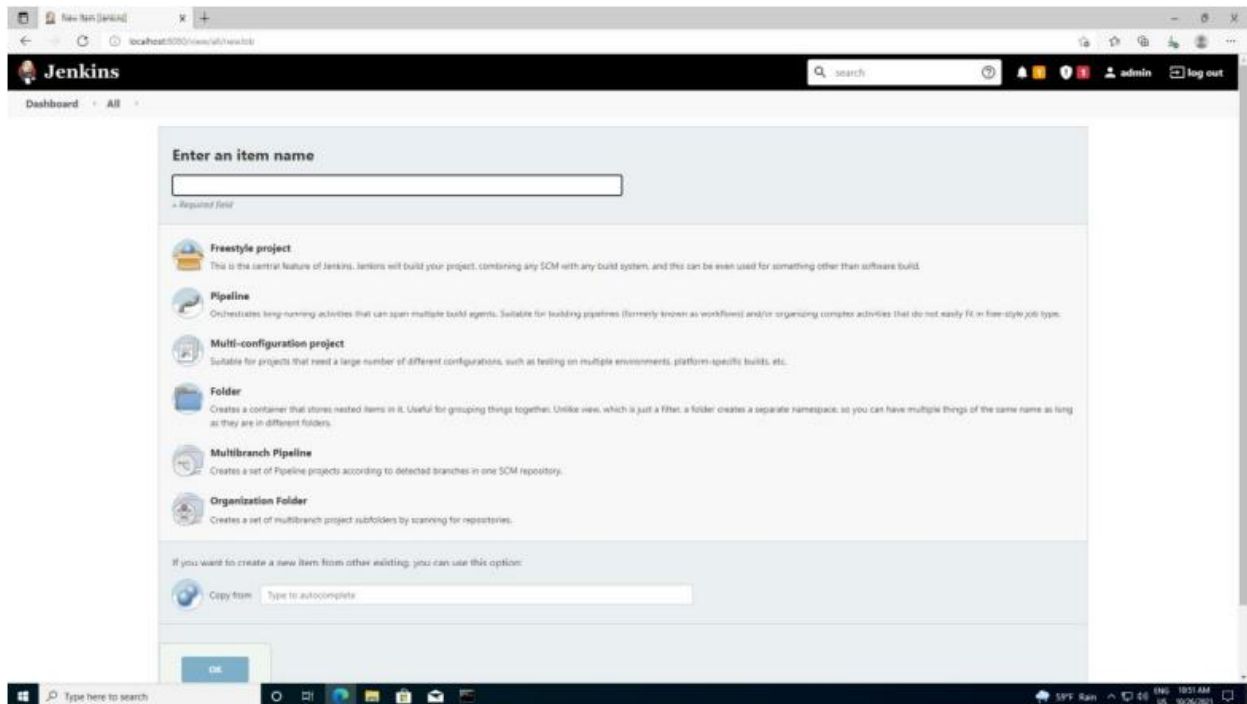 New Item [Jenkins]
localhost:8080/view/all/newJob
Jenkins
search
1
1
admin
log out
Dashboard
All
Enter an item name
» Required field
Freestyle project
This is the central feature of Jenkins. Jenkins will build your project, combining any SCM with any build system, and this can be even used for something other than software build.
Pipeline
Orchestrates long-running activities that can span multiple build agents. Suitable for building pipelines (formerly known as workflows) and/or organizing complex activities that do not easily fit in free-style job type.
Multi-configuration project
Suitable for projects that need a large number of different configurations, such as testing on multiple environments, platform-specific builds, etc.
Folder
Creates a container that stores nested items in it. Useful for grouping things together. Unlike view, which is just a filter, a folder creates a separate namespace, so you can have multiple things of the same name as long
as they are in different folders.
Multibranch Pipeline
Creates a set of Pipeline projects according to detected branches in one SCM repository.
Organization Folder
Creates a set of multibranch project subfolders by scanning for repositories.
If you want to create a new item from other existing, you can use this option:
Copy from
Type to autocomplete
OK
Type here to search
59°F Rain
ENG
US
10:51 AM
10/26/2021